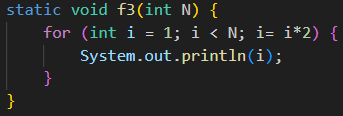 static void f3(int N) {
    for (int i = 1; i < N; i= i*2) {
        System.out.println(i);
    }
}